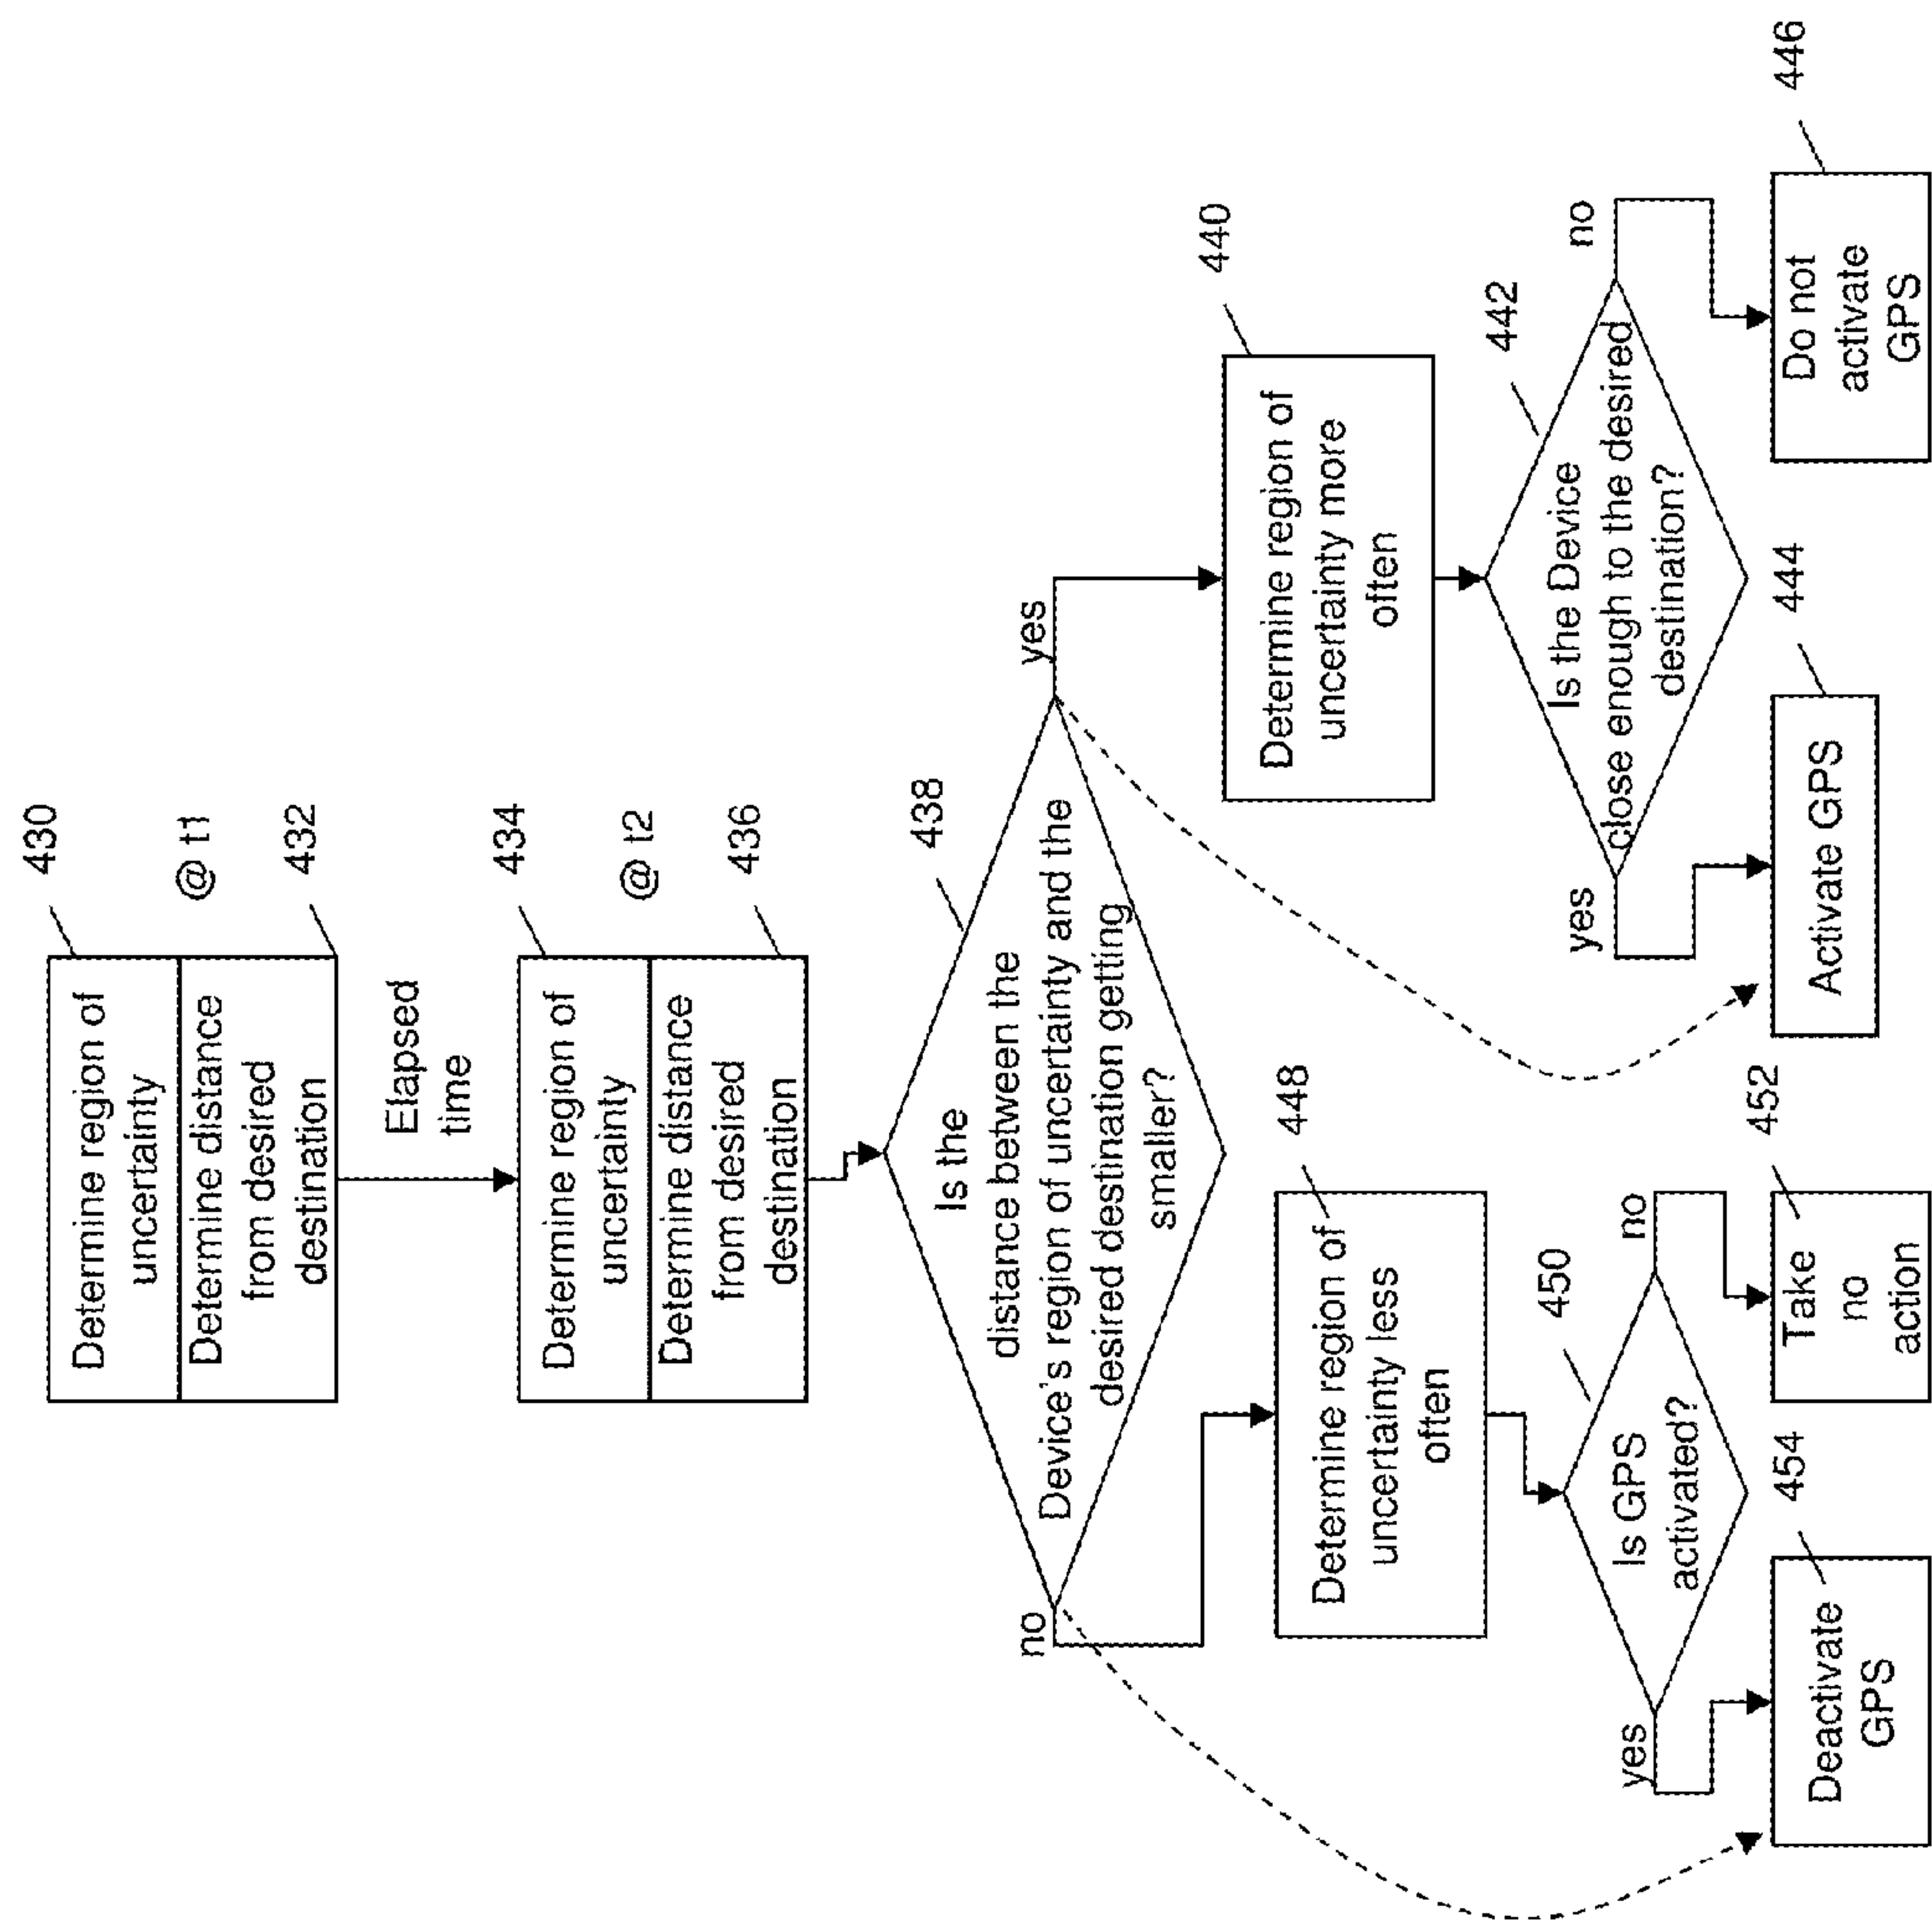 430
Determine region of
uncertainty
@ t1
432
Determine distance
from desired
destination
Elapsed
time
434
Determine region of
uncertainty
@ t2
436
Determine distance
from desired
destination
438
Is the
distance between the
Device's region of uncertainty and the
desired destination getting
smaller?
no
yes
448
Determine region of
uncertainty less
often
440
Determine region of
uncertainty more
often
450
Is GPS
activated?
yes
no
442
Is the Device
close enough to the desired
destination?
yes
no
454
Deactivate
GPS
452
Take
no
action
444
Activate GPS
446
Do not
activate
GPS